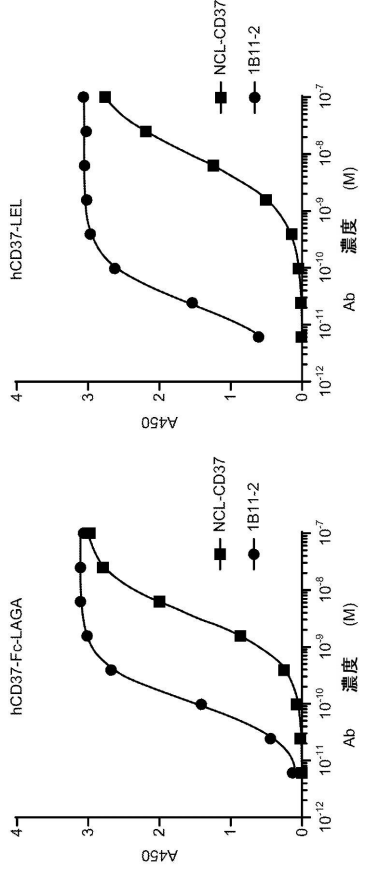 hCD37-Fc-LAGA
A450
4
3
2
1
0
10⁻¹² 10⁻¹¹ 10⁻¹⁰ 10⁻⁹ 10⁻⁸ 10⁻⁷
Ab 濃度 (M)
NCL-CD37
1B11-2
hCD37-LEL
A450
4
3
2
1
0
10⁻¹² 10⁻¹¹ 10⁻¹⁰ 10⁻⁹ 10⁻⁸ 10⁻⁷
Ab 濃度 (M)
NCL-CD37
1B11-2